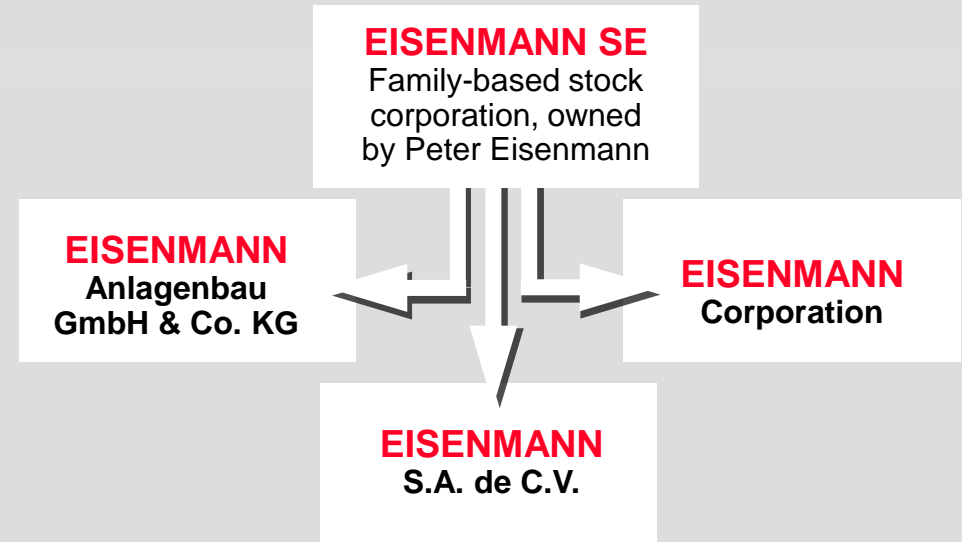 EISENMANN SE
Family-based stock
corporation, owned
by Peter Eisenmann
EISENMANN
Anlagenbau
GmbH & Co. KG
EISENMANN
Corporation
EISENMANN
S.A. de C.V.